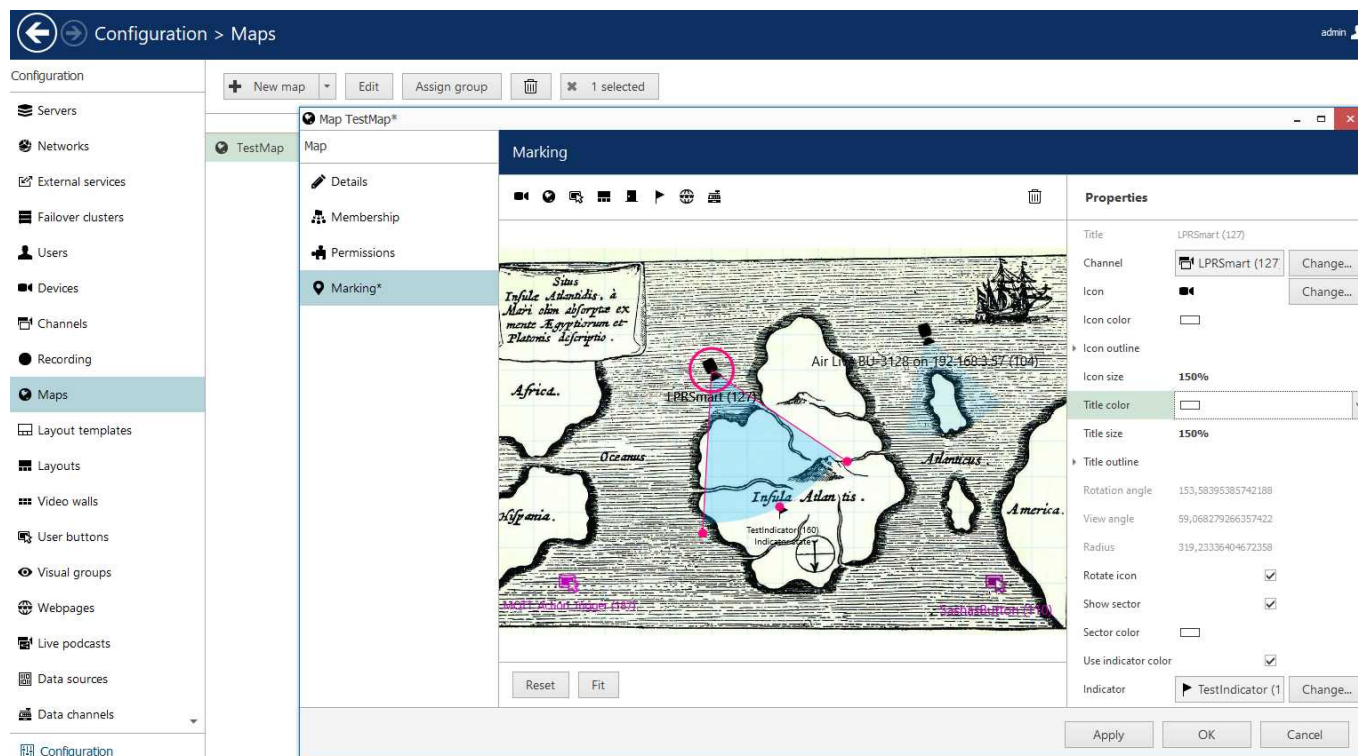 Configuration > Maps
admin
Configuration
New map
Edit
Assign group
1 selected
Servers
Networks
External services
Failover clusters
Users
Devices
Channels
Recording
Maps
Layout templates
Layouts
Video walls
User buttons
Visual groups
Webpages
Live podcasts
Data sources
Data channels
Configuration
TestMap
Map TestMap*
Map
Details
Membership
Permissions
Marking*
Marking
Situs
Insulæ Atlantidis, à
Mari olim absorptæ ex
mente Ægyptiorum et
Platonis descriptio.
Africa.
Oceanus
Hispania.
LPRSmart (127)
Air Live BU-3128 on 192.168.3.57 (104)
Atlanticus.
Insula Atlantis.
America.
TestIndicator (160)
Indicator state
MQTT Action trigger (187)
SashasButton
Reset
Fit
Properties
Title LPRSmart (127)
Channel LPRSmart (127 Change...
Icon Change...
Icon color
Icon outline
Icon size 150%
Title color
Title size 150%
Title outline
Rotation angle 153,58395385742188
View angle 59,068279266357422
Radius 319,23336404672358
Rotate icon
Show sector
Sector color
Use indicator color
Indicator TestIndicator (1 Change...
Apply
OK
Cancel